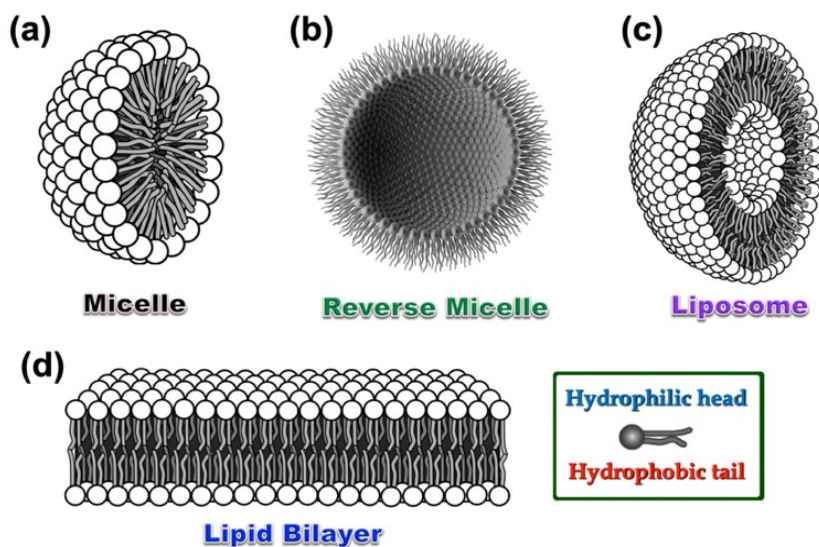 (a)
(b)
(c)
Micelle
Reverse Micelle
Liposome
(d)
Hydrophilic head
Hydrophobic tail
Lipid Bilayer